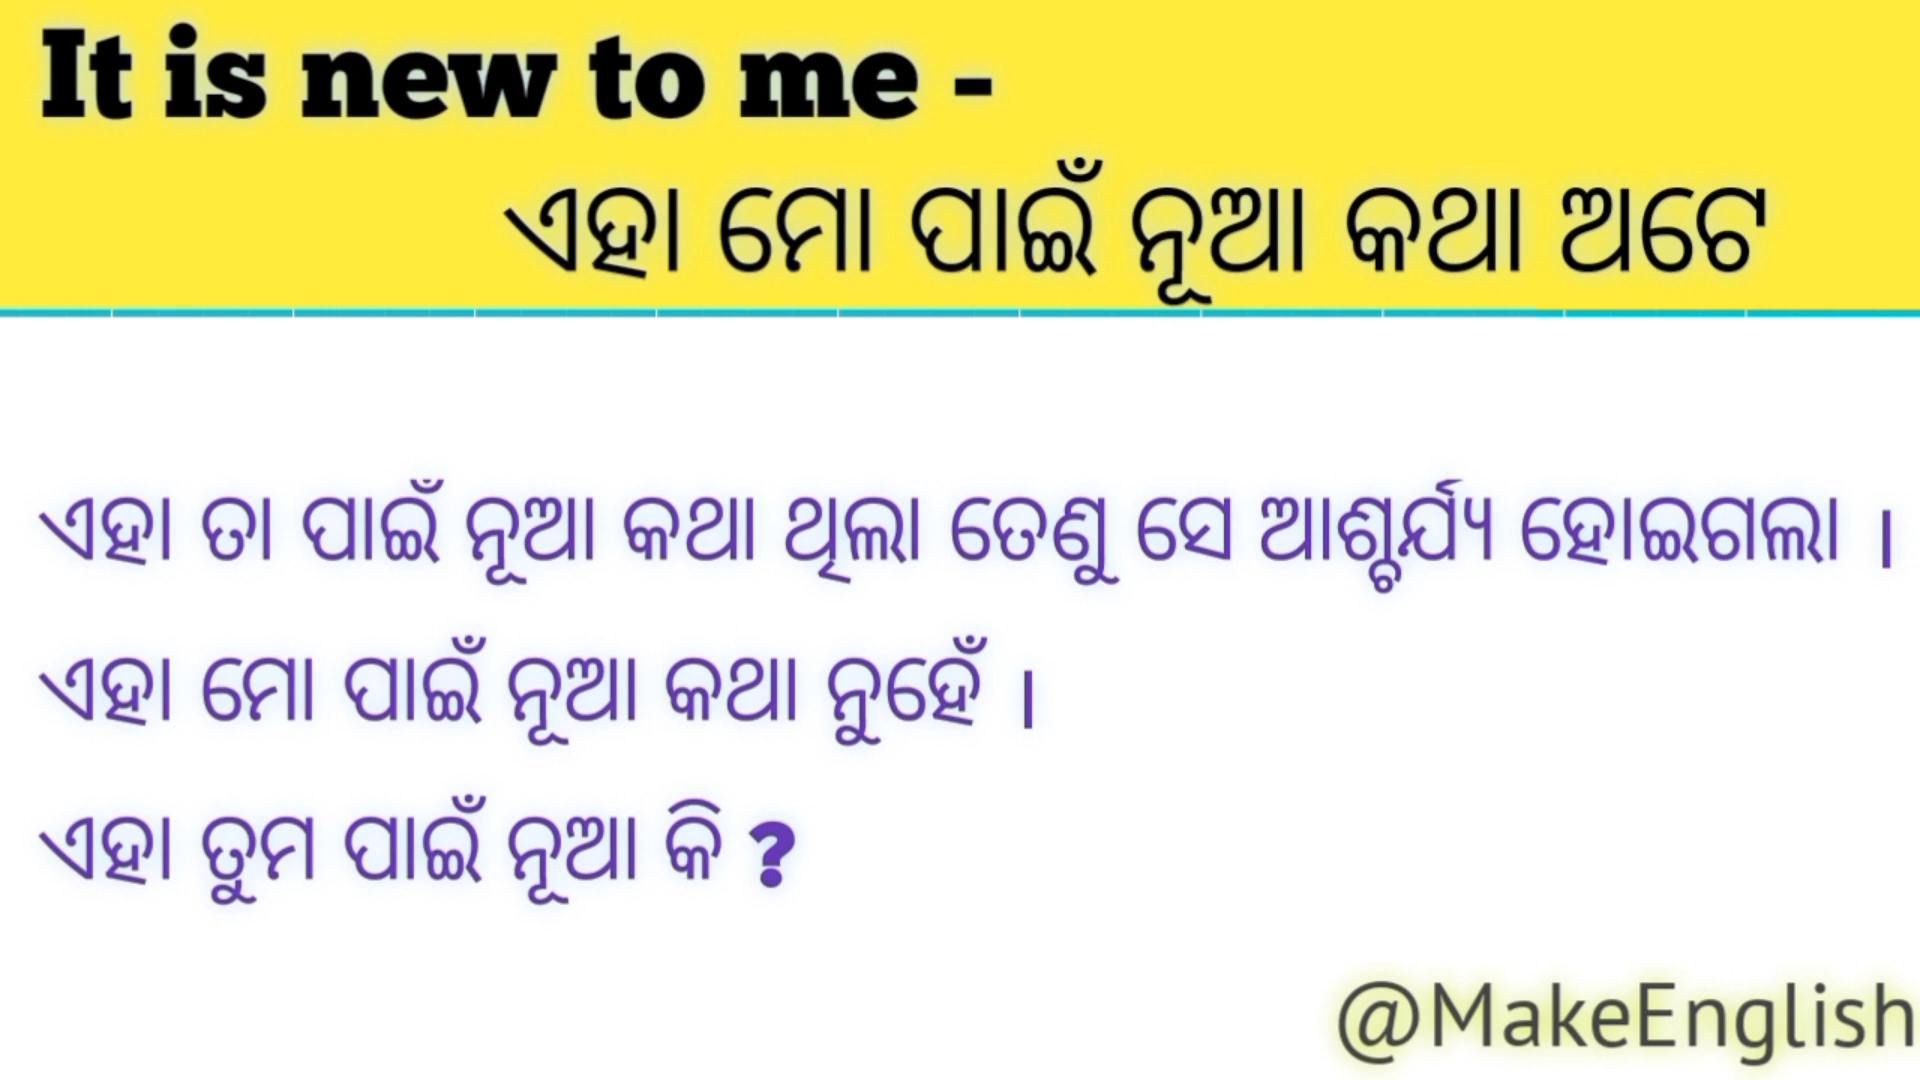 It is new to me -
ଏହା ମୋ ପାଇଁ ନୂଆ କଥା ଅଟେ
ଏହା ତା ପାଇଁ ନୂଆ କଥା ଥିଲା ତେଣୁ ସେ ଆଶ୍ଚର୍ଯ୍ୟ ହୋଇଗଲା ।
ଏହା ମୋ ପାଇଁ ନୂଆ କଥା ନୁହେଁ ।
ଏହା ତୁମ ପାଇଁ ନୂଆ କି ?
@MakeEnglish